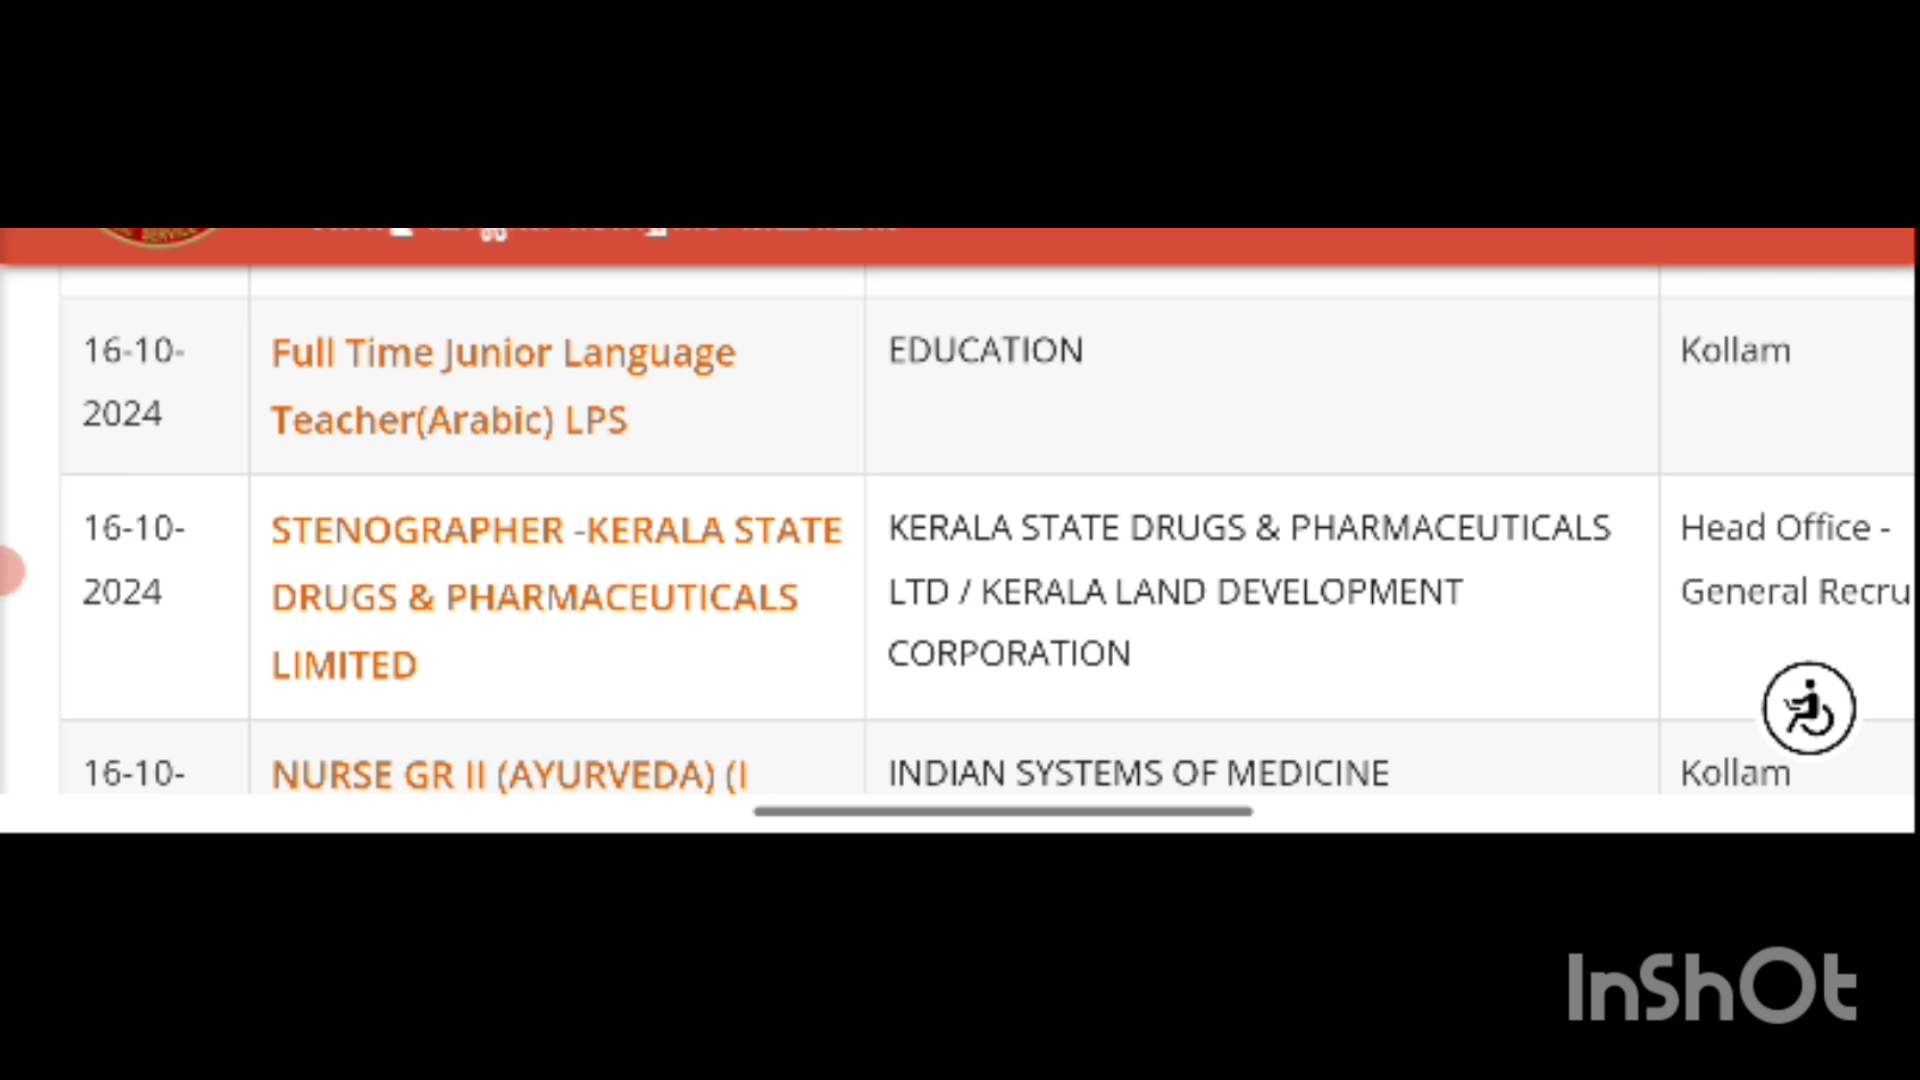 SERVICE
16-10-
2024
Full Time Junior Language
Teacher(Arabic) LPS
EDUCATION
Kollam
16-10-
2024
STENOGRAPHER -KERALA STATE
DRUGS & PHARMACEUTICALS
LIMITED
KERALA STATE DRUGS & PHARMACEUTICALS
LTD / KERALA LAND DEVELOPMENT
CORPORATION
Head Office -
General Recru
16-10-
NURSE GR II (AYURVEDA) (I
INDIAN SYSTEMS OF MEDICINE
Kollam
InShOt